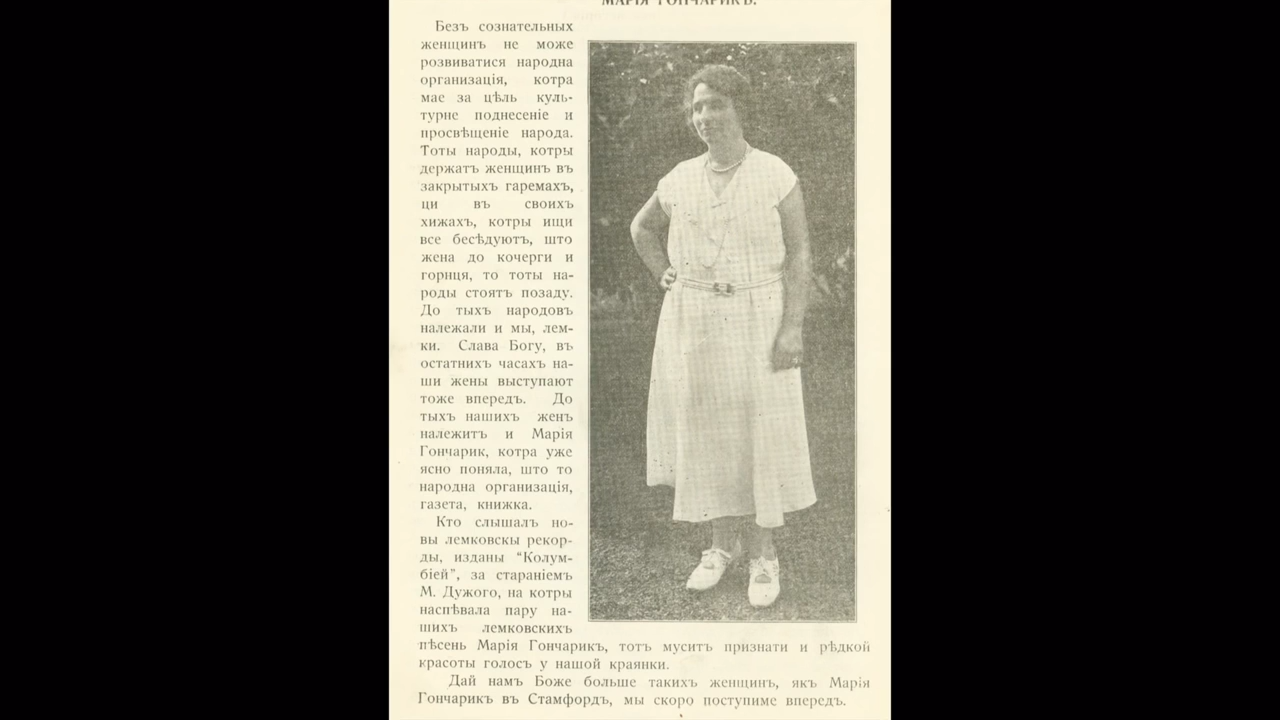 МАРІЯ ГОНЧАРИКЪ.
Безъ сознательных
женщинъ не може
розвиватися народна
организація, котра
мае за цѣль куль-
турне поднесеніе и
просвѣщеніе народа.
Тоты народы, котры
держатъ женщинъ въ
закрытыхъ гаремахъ,
ци въ своихъ
хижахъ, котры ищи
все бесѣдуютъ, што
жена до кочерги и
горнця, то тоты на-
роды стоятъ позаду.
До тыхъ народовъ
належали и мы, лем-
ки. Слава Богу, въ
остатнихъ часахъ на-
ши жены выступают
тоже впередъ. До
тыхъ нашихъ женъ
належитъ и Марія
Гончарик, котра уже
ясно поняла, што то
народна организація,
газета, книжка.
Кто слышалъ но-
вы лемковскы рекор-
ды, изданы “Колум-
біей”, за стараніемъ
М. Дужого, на котры
наспѣвала пару на-
шихъ лемковскихъ
пѣсень Марія Гончарикъ, тотъ муситъ признати и рѣдкой
красоты голосъ у нашой краянки.
Дай намъ Боже больше такихъ женщинъ, якъ Марія
Гончарикъ въ Стамфордъ, мы скоро поступиме впередъ.